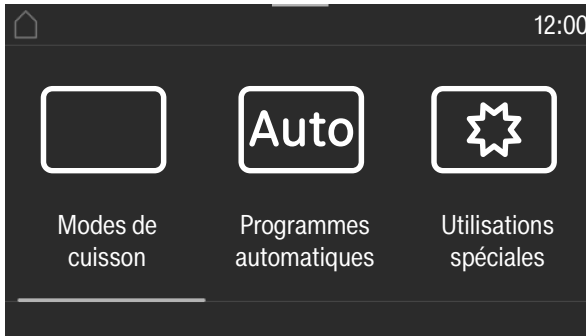 12:00
Auto
Modes de
cuisson
Programmes
automatiques
Utilisations
spéciales